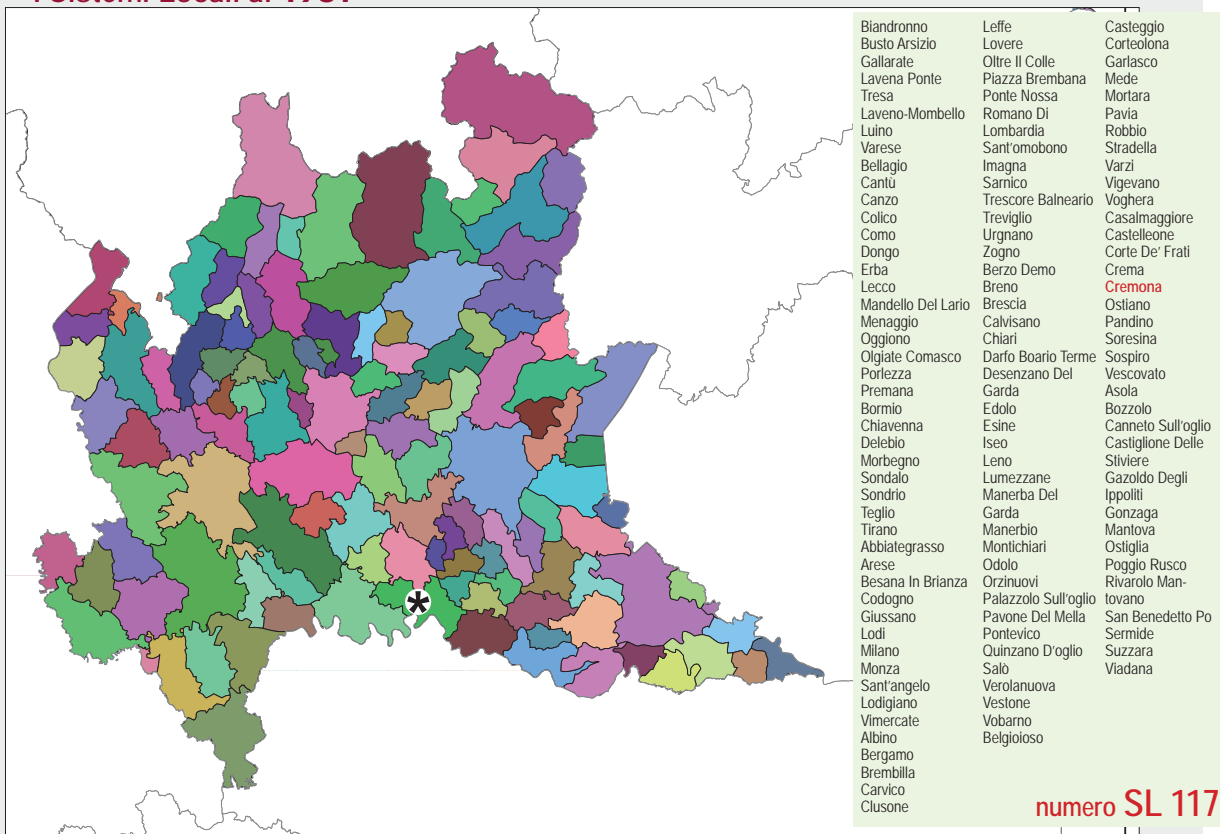 Sistemi Locali
Biandronno
Busto Arsizio
Gallarate
Lavena Ponte
Tresa
Laveno-Mombello
Luino
Varese
Bellagio
Cantù
Canzo
Colico
Como
Dongo
Erba
Lecco
Mandello Del Lario
Menaggio
Oggiono
Olgiate Comasco
Porlezza
Premana
Bormio
Chiavenna
Delebio
Morbegno
Sondalo
Sondrio
Teglio
Tirano
Abbiategrasso
Arese
Besana In Brianza
Codogno
Giussano
Lodi
Milano
Monza
Sant'angelo
Lodigiano
Vimercate
Albino
Bergamo
Brembilla
Carvico
Clusone
Leffe
Lovere
Oltre Il Colle
Piazza Brembana
Ponte Nossa
Romano Di
Lombardia
Sant'omobono
Imagna
Sarnico
Trescore Balneario
Treviglio
Urgnano
Zogno
Berzo Demo
Breno
Brescia
Calvisano
Chiari
Darfo Boario Terme
Desenzano Del
Garda
Edolo
Esine
Iseo
Leno
Lumezzane
Manerba Del
Garda
Manerbio
Montichiari
Odolo
Orzinuovi
Palazzolo Sull'oglio
Pavone Del Mella
Pontevico
Quinzano D'oglio
Salò
Verolanuova
Vestone
Vobarno
Belgioioso
Casteggio
Corteolona
Garlasco
Mede
Mortara
Pavia
Robbio
Stradella
Varzi
Vigevano
Voghera
Casalmaggiore
Castelleone
Corte De' Frati
Crema
Cremona
Ostiano
Pandino
Soresina
Sospiro
Vescovato
Asola
Bozzolo
Canneto Sull'oglio
Castiglione Delle
Stiviere
Gazoldo Degli
Ippoliti
Gonzaga
Mantova
Ostiglia
Poggio Rusco
Rivarolo Man-
tovano
San Benedetto Po
Sermide
Suzzara
Viadana
numero SL 117
*